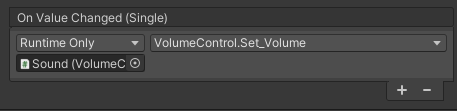 On Value Changed (Single)
Runtime Only VolumeControl.Set_Volume
Sound (VolumeC
+ −